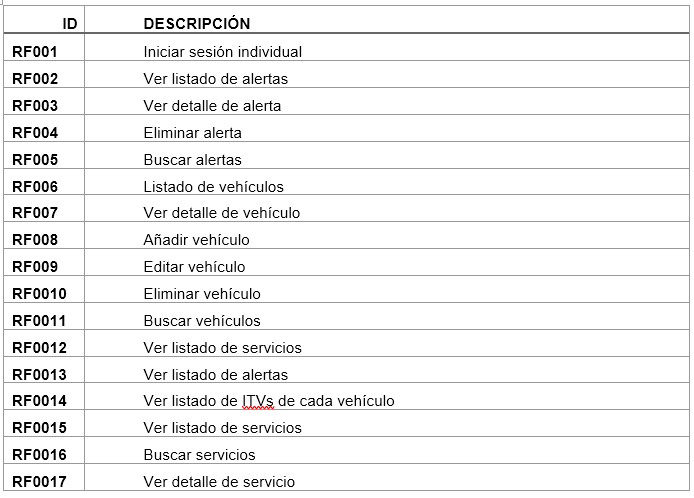 ID DESCRIPCIÓN
RF001 Iniciar sesión individual
RF002 Ver listado de alertas
RF003 Ver detalle de alerta
RF004 Eliminar alerta
RF005 Buscar alertas
RF006 Listado de vehículos
RF007 Ver detalle de vehículo
RF008 Añadir vehículo
RF009 Editar vehículo
RF0010 Eliminar vehículo
RF0011 Buscar vehículos
RF0012 Ver listado de servicios
RF0013 Ver listado de alertas
RF0014 Ver listado de ITVs de cada vehículo
RF0015 Ver listado de servicios
RF0016 Buscar servicios
RF0017 Ver detalle de servicio